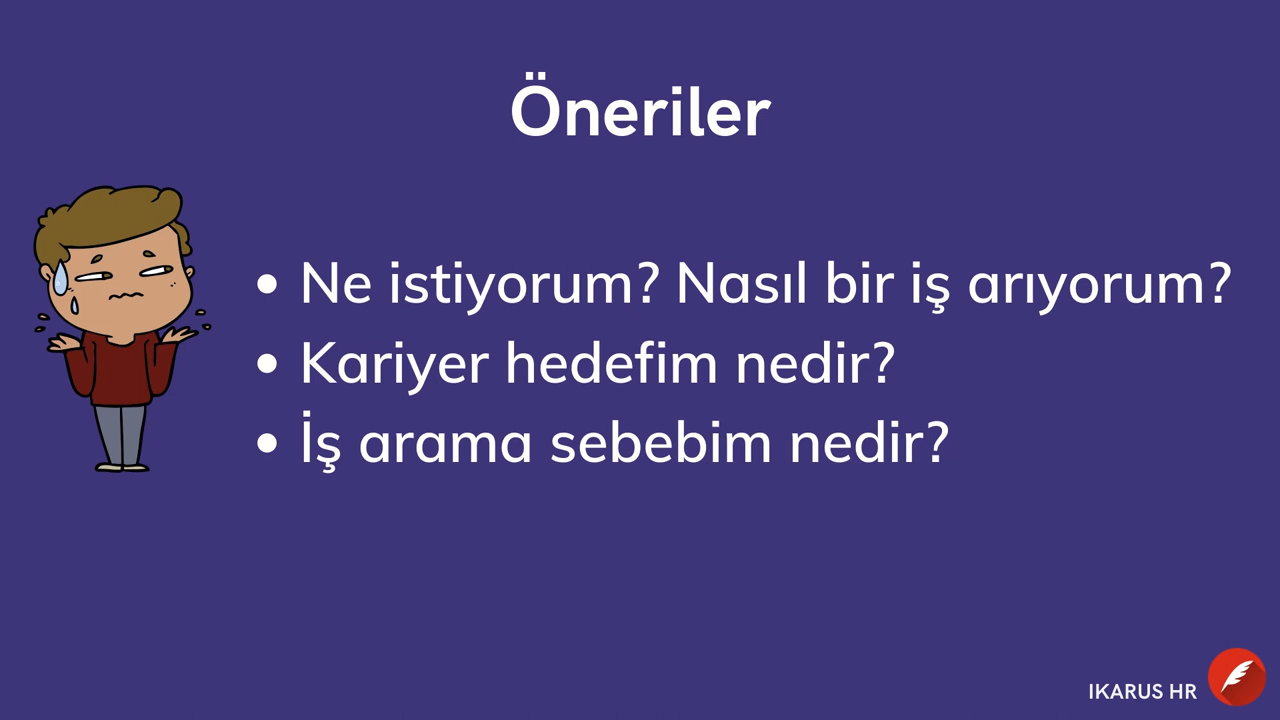 Öneriler
• Ne istiyorum? Nasıl bir iş arıyorum?
• Kariyer hedefim nedir?
• İş arama sebebim nedir?
IKARUS HR